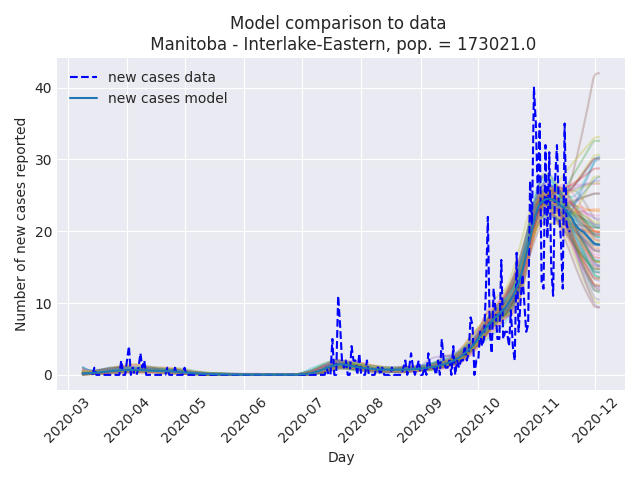 Model comparison to data
Manitoba - Interlake-Eastern, pop. = 173021.0
new cases data
new cases model
Number of new cases reported
40
30
20
10
0
2020-03
2020-04
2020-05
2020-06
2020-07
2020-08
2020-09
2020-10
2020-11
2020-12
Day